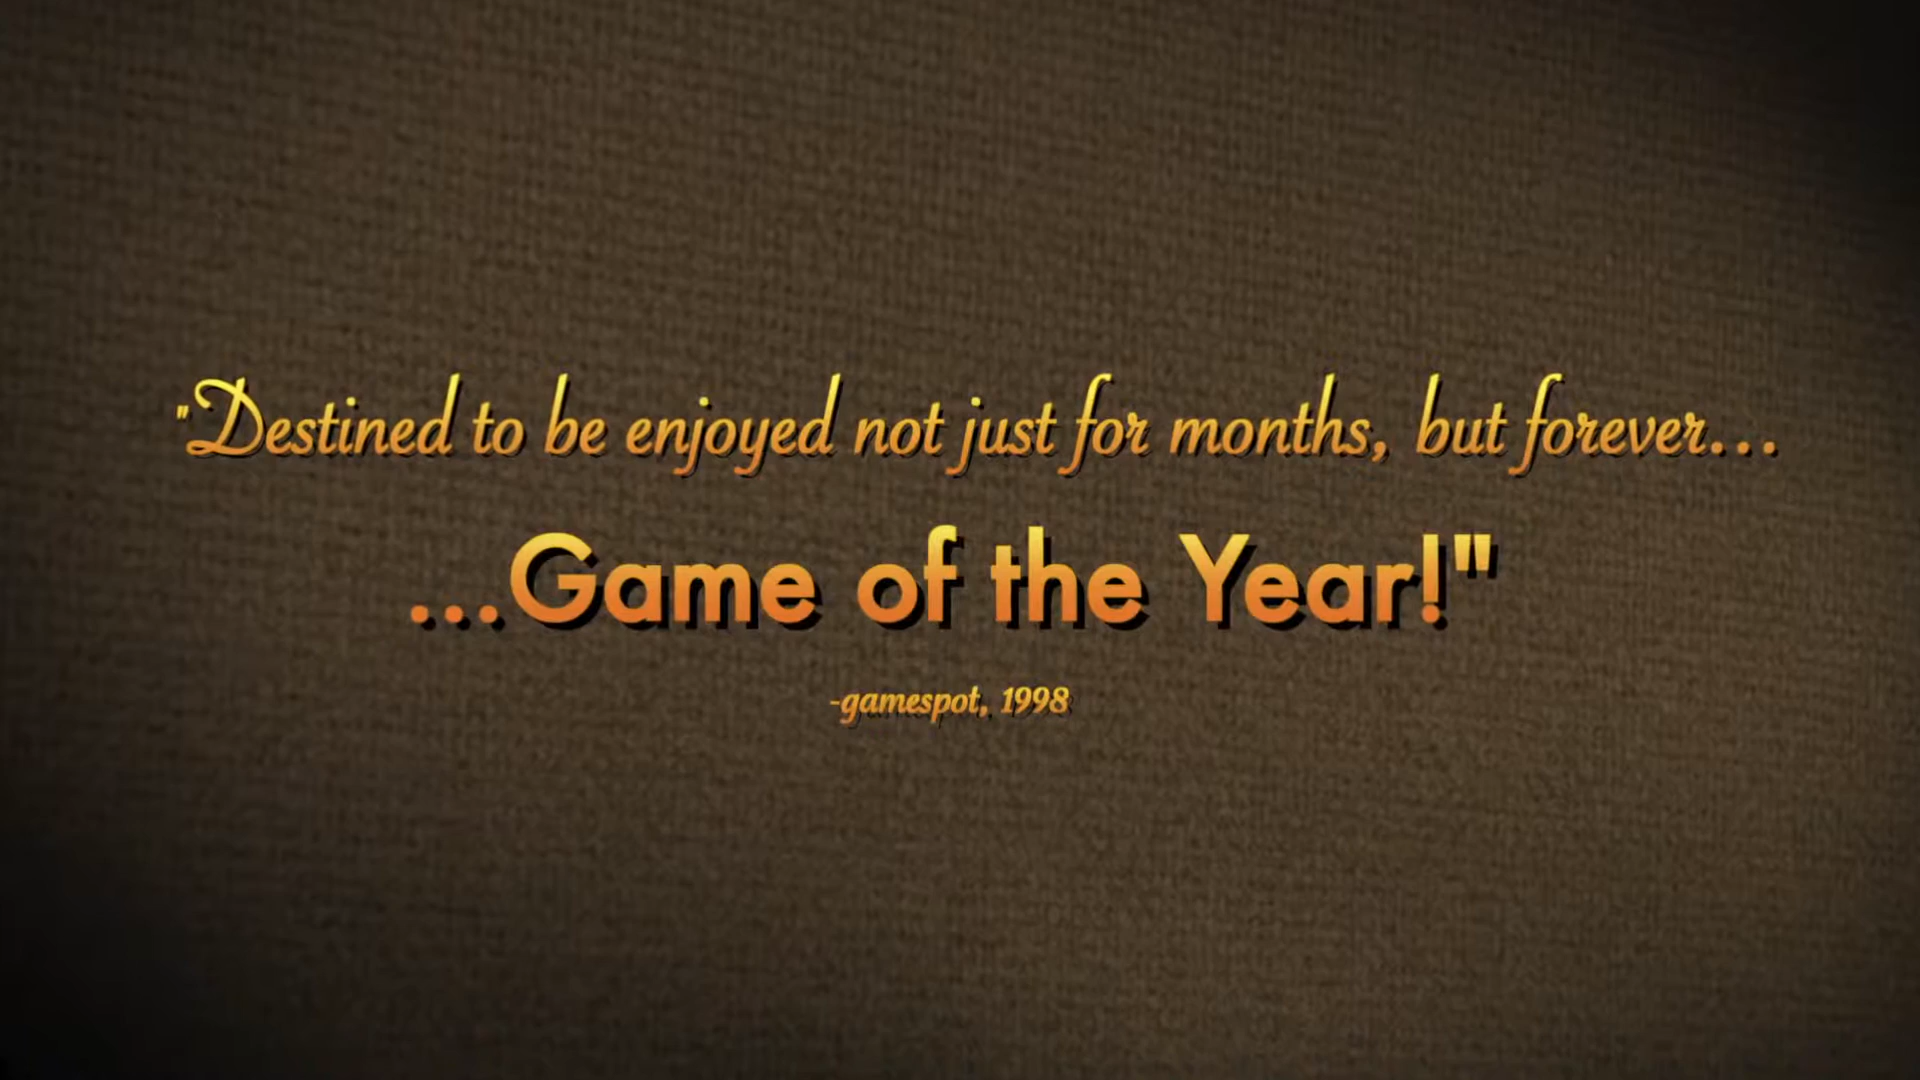 "Destined to be enjoyed not just for months, but forever...
...Game of the Year!"
-gamespot, 1998